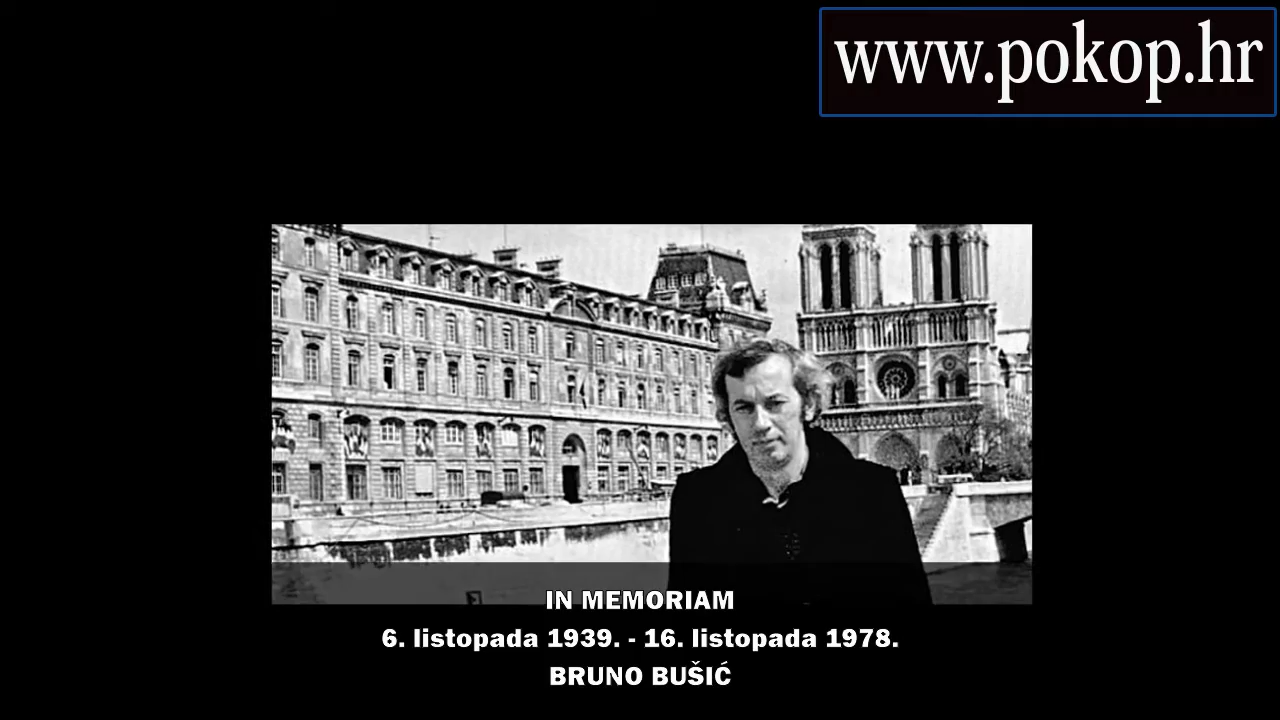 www.pokop.hr
IN MEMORIAM
6. listopada 1939. - 16. listopada 1978.
BRUNO BUŠIĆ